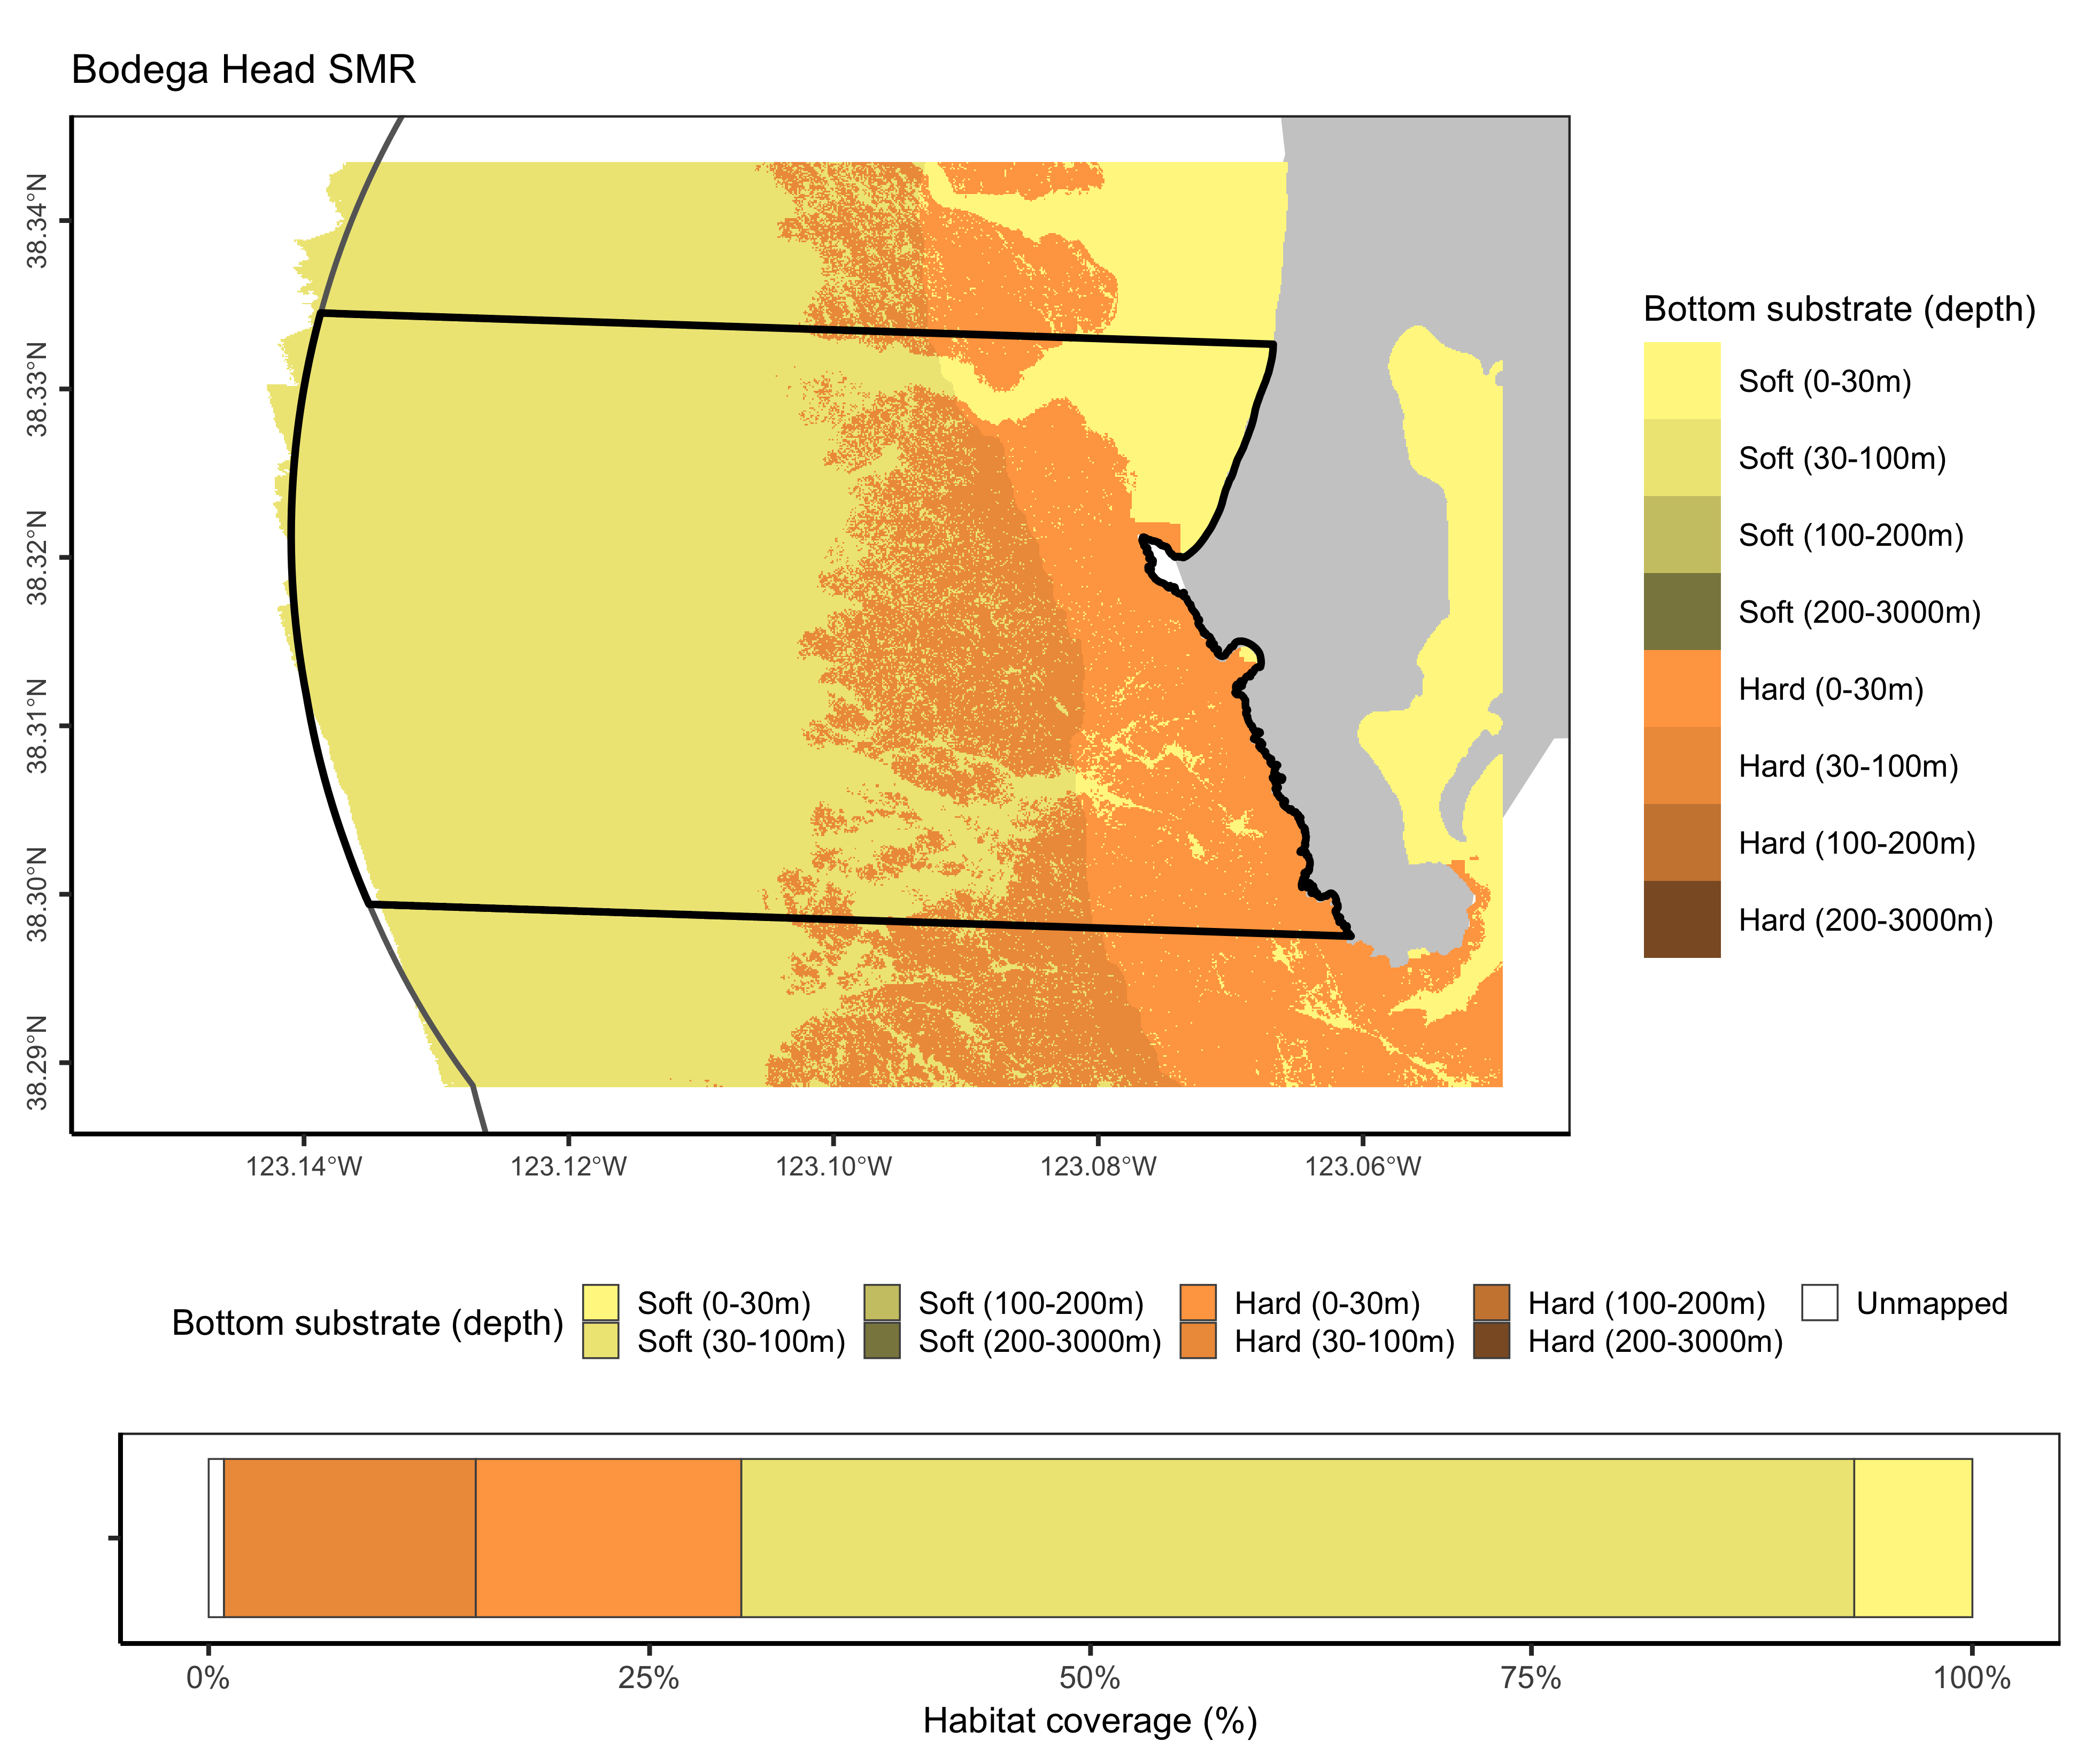 Bodega Head SMR
38.34°N
38.33°N
38.32°N
38.31°N
38.30°N
38.29°N
123.14°W 123.12°W 123.10°W 123.08°W 123.06°W
Bottom substrate (depth)
Soft (0-30m)
Soft (30-100m)
Soft (100-200m)
Soft (200-3000m)
Hard (0-30m)
Hard (30-100m)
Hard (100-200m)
Hard (200-3000m)
Bottom substrate (depth)
Soft (0-30m) Soft (100-200m) Hard (0-30m) Hard (100-200m) Unmapped
Soft (30-100m) Soft (200-3000m) Hard (30-100m) Hard (200-3000m)
0% 25% 50% 75% 100%
Habitat coverage (%)